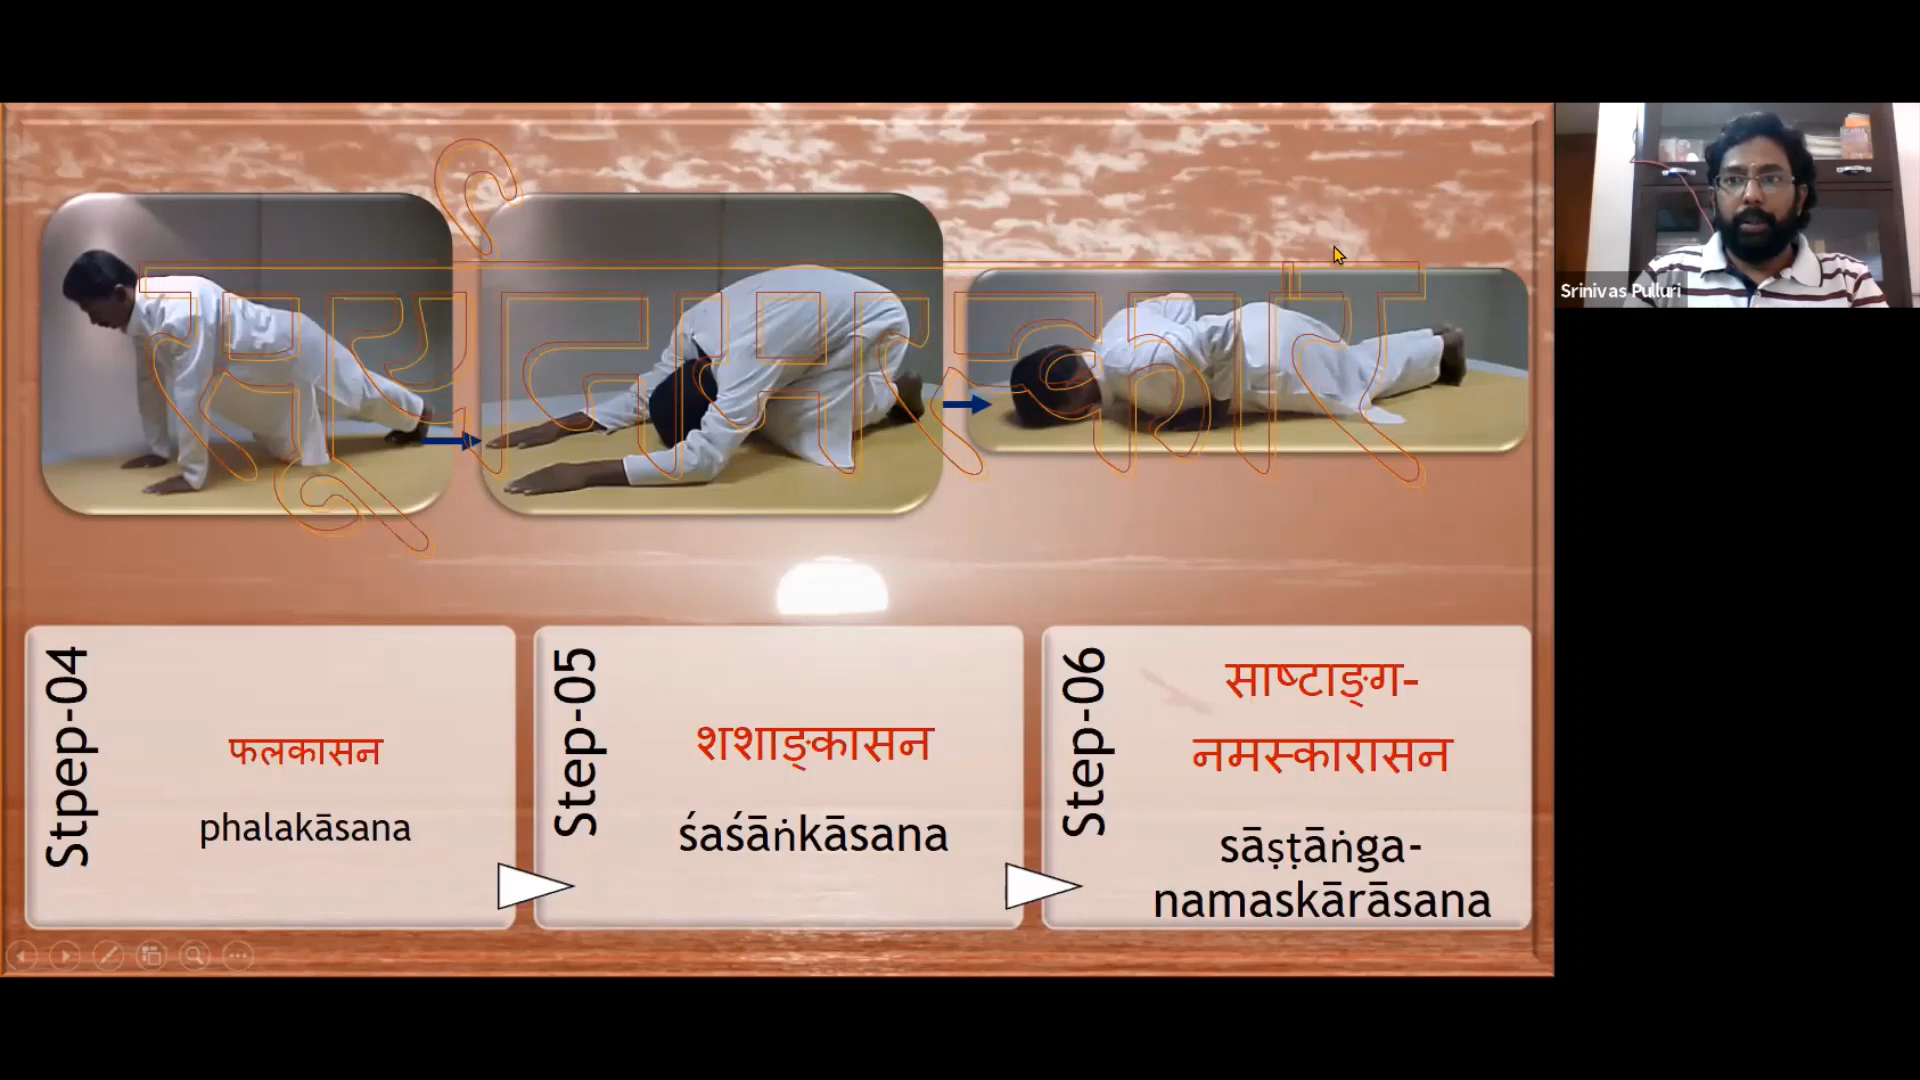 सूर्यनमस्कार
Srinivas Pulluri
Stpep-04
फलकासन
phalakāsana
Step-05
शशाङ्कासन
śaśāṅkāsana
Step-06
साष्टाङ्ग-
नमस्कारासन
sāṣṭāṅga-
namaskārāsana